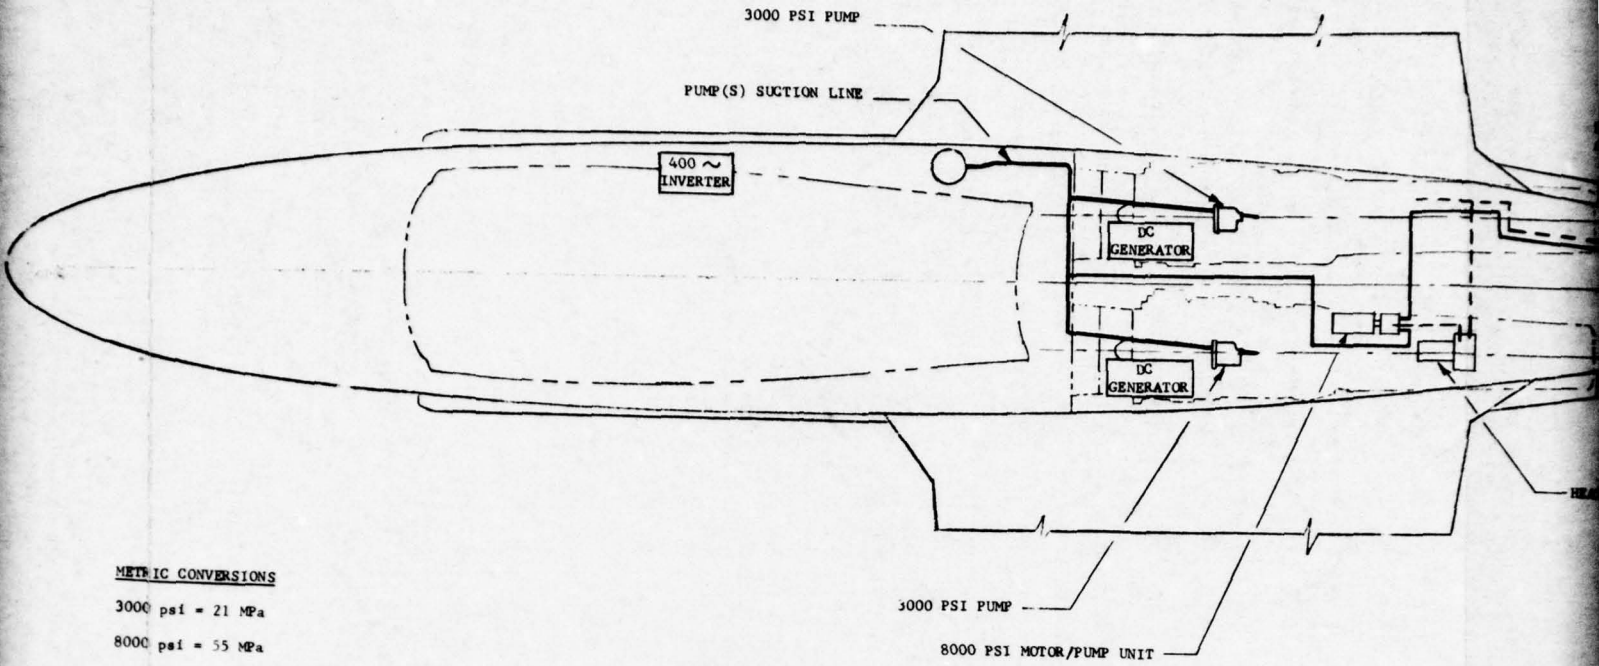 3000 PSI PUMP
PUMP(S) SUCTION LINE
400 ~
INVERTER
DC
GENERATOR
DC
GENERATOR
METRIC CONVERSIONS
3000 psi = 21 MPa
8000 psi = 55 MPa
3000 PSI PUMP
8000 PSI MOTOR/PUMP UNIT